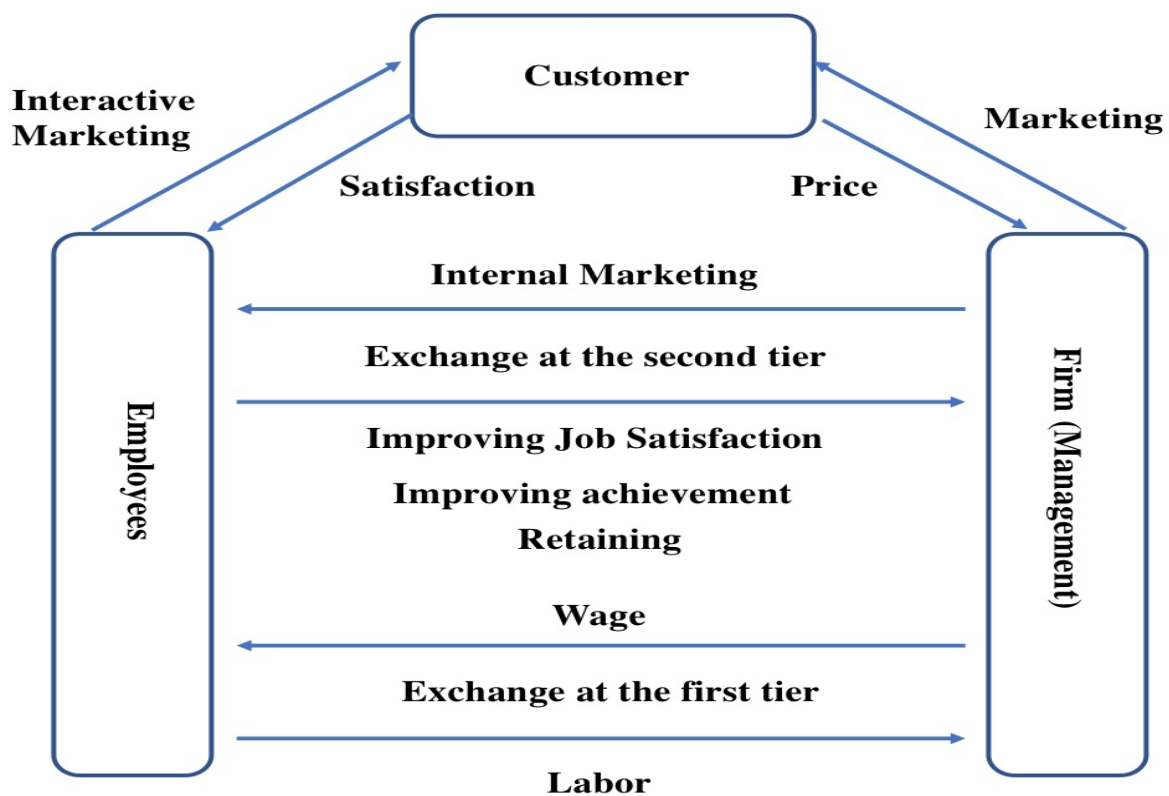 Customer
Interactive
Marketing
Marketing
Satisfaction
Price
Internal Marketing
Exchange at the second tier
Employees
Firm (Management)
Improving Job Satisfaction
Improving achievement
Retaining
Wage
Exchange at the first tier
Labor